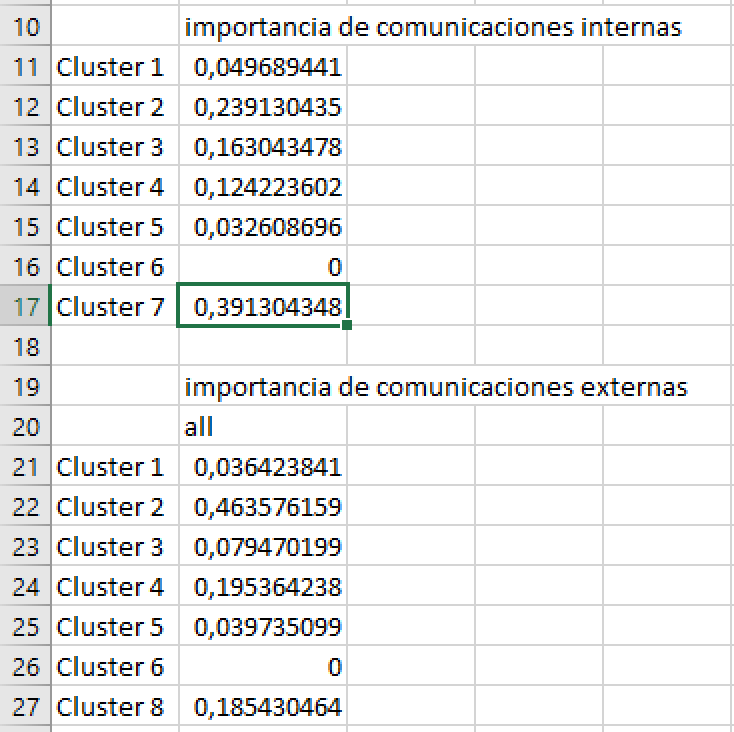 10 importancia de comunicaciones internas
11 Cluster 1 0,049689441
12 Cluster 2 0,239130435
13 Cluster 3 0,163043478
14 Cluster 4 0,124223602
15 Cluster 5 0,032608696
16 Cluster 6 0
17 Cluster 7 0,391304348
18
19 importancia de comunicaciones externas
20 all
21 Cluster 1 0,036423841
22 Cluster 2 0,463576159
23 Cluster 3 0,079470199
24 Cluster 4 0,195364238
25 Cluster 5 0,039735099
26 Cluster 6 0
27 Cluster 8 0,185430464